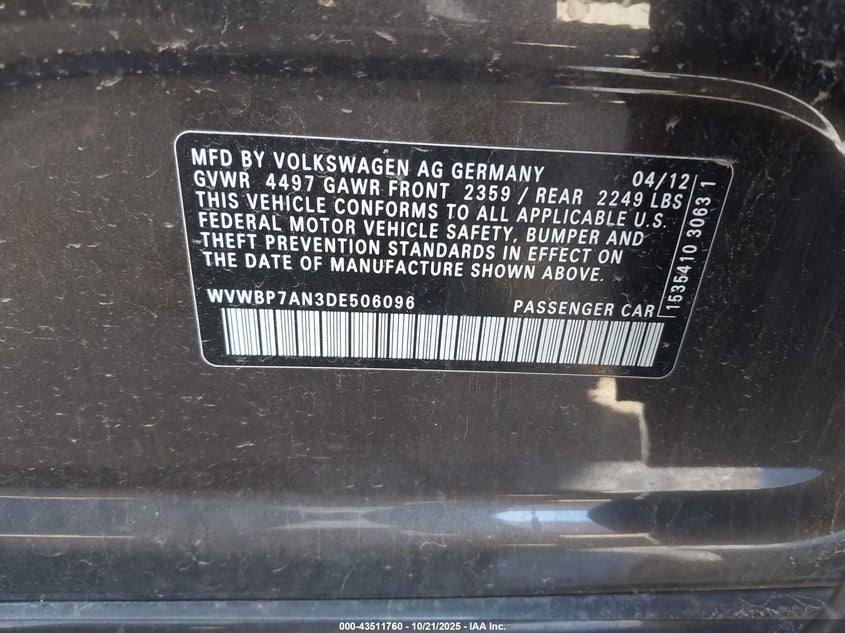 MFD BY VOLKSWAGEN AG GERMANY 04/12
GVWR 4497 GAWR FRONT 2359 / REAR 2249 LBS
THIS VEHICLE CONFORMS TO ALL APPLICABLE U.S.
FEDERAL MOTOR VEHICLE SAFETY, BUMPER AND
THEFT PREVENTION STANDARDS IN EFFECT ON
THE DATE OF MANUFACTURE SHOWN ABOVE.
WVWBP7AN3DE506096 PASSENGER CAR
1535410 3063 1
000-43511760 - 10/21/2025 - IAA Inc.